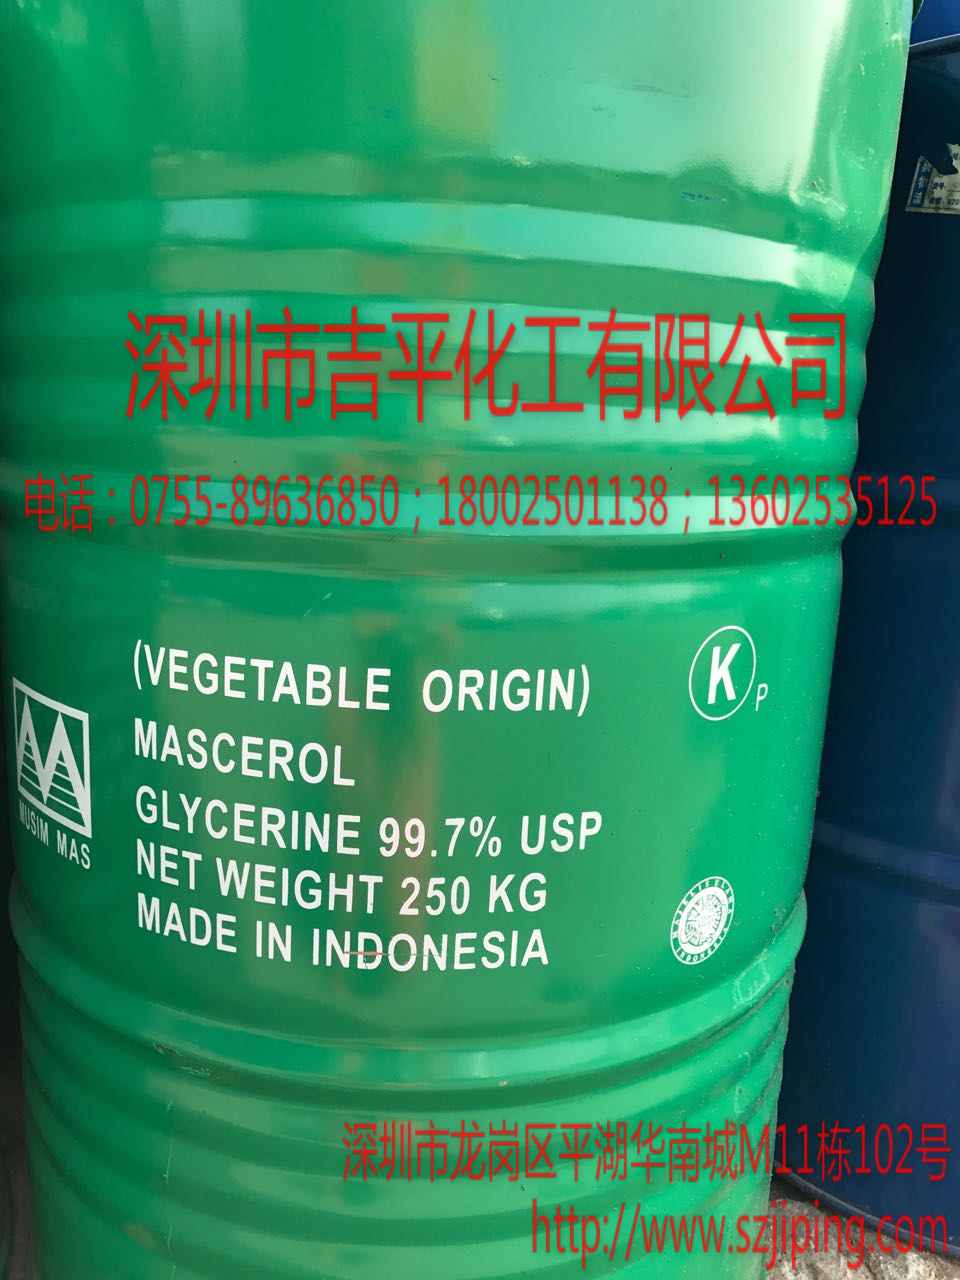 深圳市吉平化工有限公司
电话：0755-89636850；18002501138；13602535125
(VEGETABLE ORIGIN)
K
P
MASCEROL
GLYCERINE 99.7% USP
MUSIM MAS
NET WEIGHT 250 KG
MADE IN INDONESIA
INDONESIA
深圳市龙岗区平湖华南城M11栋102号
http://www.szjiping.com